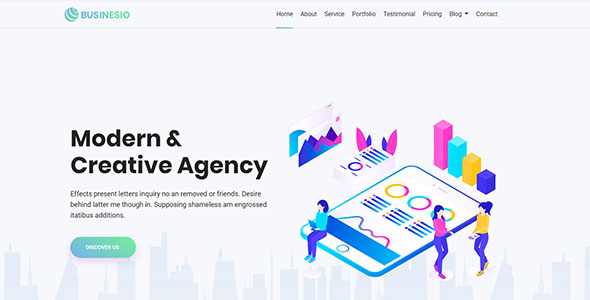 BUSINESIO
Home About Service Portfolio Testimonial Pricing Blog Contact
Modern &
Creative Agency
Effects present letters inquiry no an removed or friends. Desire
behind latter me though in. Supposing shameless am engrossed
itatibus additions.
DISCOVER US